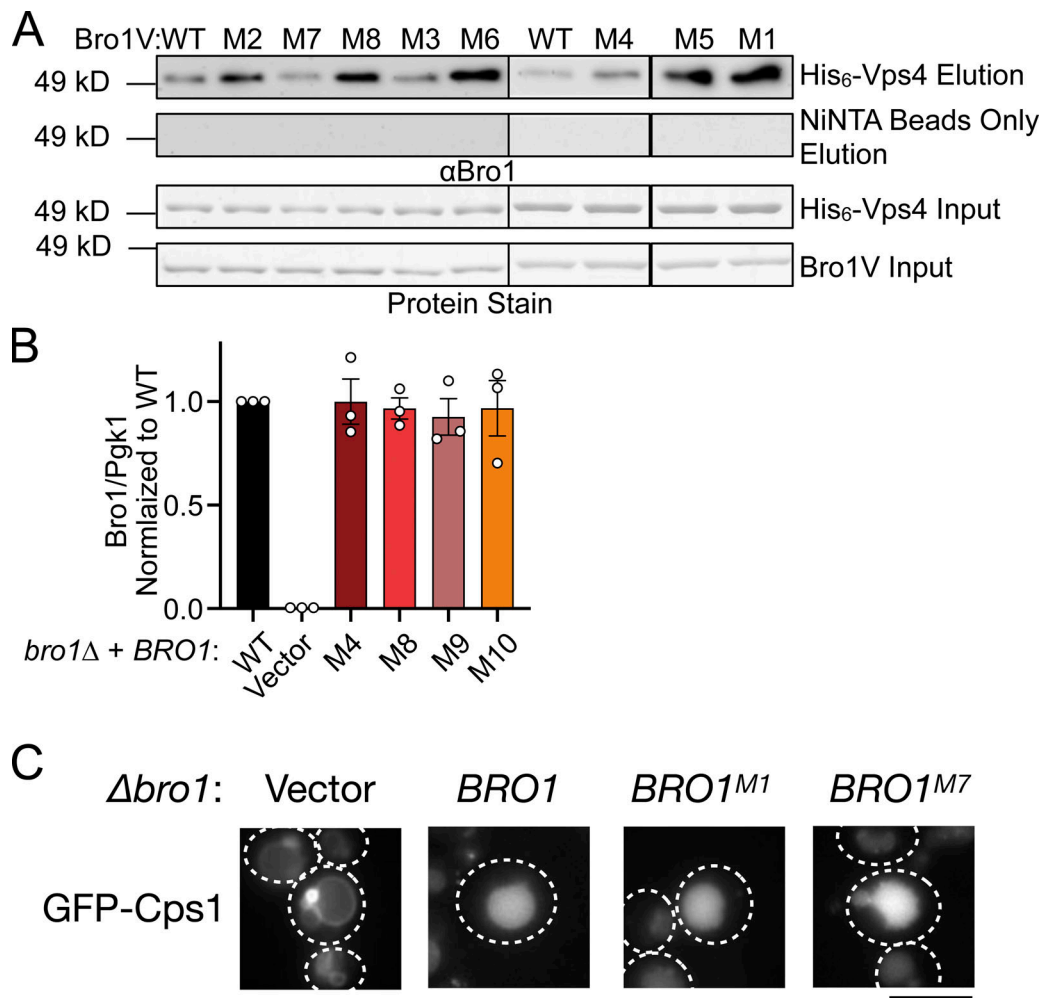 A
Bro1V: WT M2 M7 M8 M3 M6 WT M4 M5 M1
49 kD
His₆-Vps4 Elution
49 kD
NiNTA Beads Only
Elution
αBro1
49 kD
His₆-Vps4 Input
49 kD
Bro1V Input
Protein Stain
B
Bro1/Pgk1
Normlaized to WT
1.0
0.5
0.0
bro1Δ + BRO1:
WT
Vector
M4
M8
M9
M10
C
Δbro1: Vector BRO1 BRO1ᴹ¹ BRO1ᴹ⁷
GFP-Cps1